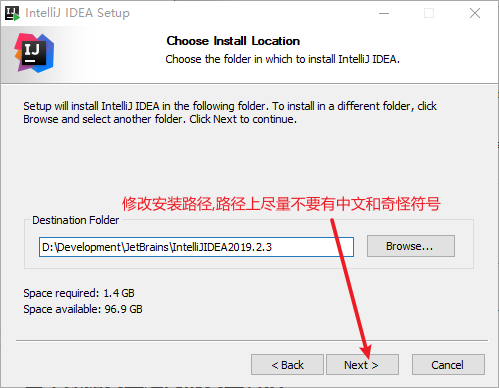 IntelliJ IDEA Setup
IJ
Choose Install Location
Choose the folder in which to install IntelliJ IDEA.
Setup will install IntelliJ IDEA in the following folder. To install in a different folder, click
Browse and select another folder. Click Next to continue.
修改安装路径,路径上尽量不要有中文和奇怪符号
Destination Folder
D:\Development\JetBrains\IntelliJIDEA2019.2.3
Browse...
Space required: 1.4 GB
Space available: 96.9 GB
< Back
Next >
Cancel